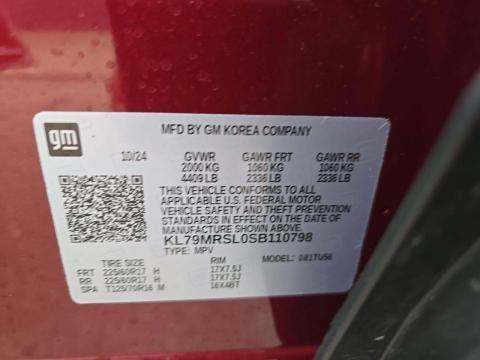 gm
MFD BY GM KOREA COMPANY
10/24 GVWR GAWR FRT GAWR RR
2000 KG 1060 KG 1060 KG
4409 LB 2336 LB 2336 LB
THIS VEHICLE CONFORMS TO ALL
APPLICABLE U.S. FEDERAL MOTOR
VEHICLE SAFETY AND THEFT PREVENTION
STANDARDS IN EFFECT ON THE DATE OF
MANUFACTURE SHOWN ABOVE.
KL79MRSL0SB110798
TYPE: MPV MODEL:
TIRE SIZE RIM
FRT 225/60R17 H 17X7.5J
RR 225/60R17 H 17X7.5J
SPA T125/70R16 M 16X4BT